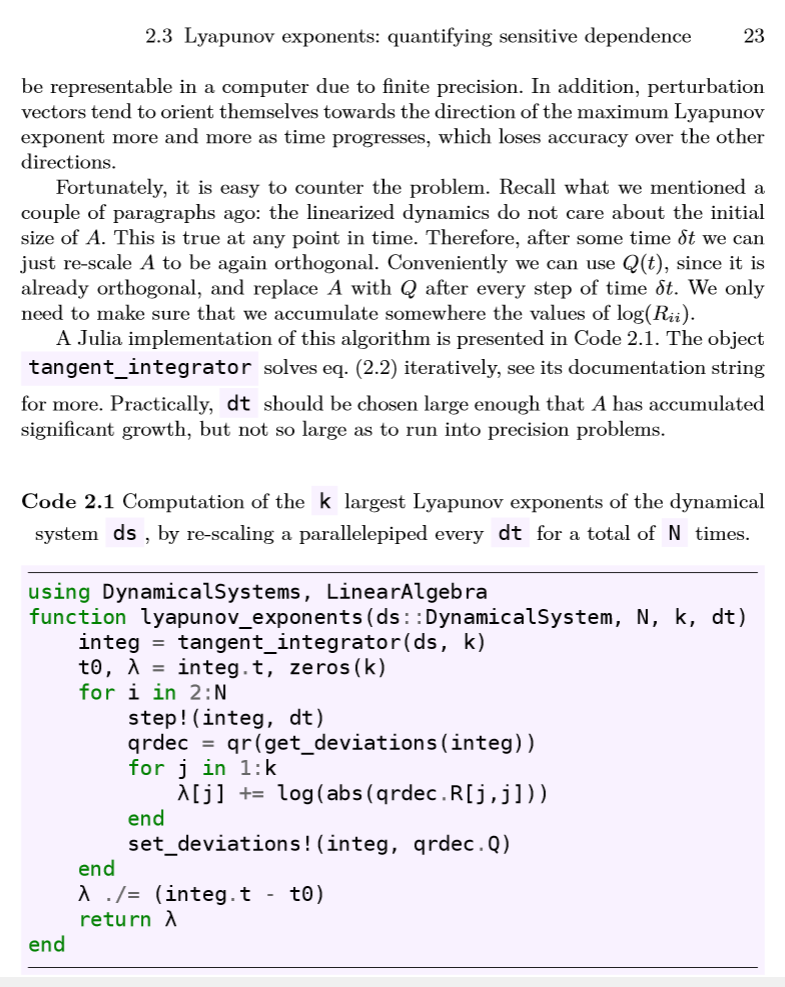 2.3 Lyapunov exponents: quantifying sensitive dependence 23
be representable in a computer due to finite precision. In addition, perturbation
vectors tend to orient themselves towards the direction of the maximum Lyapunov
exponent more and more as time progresses, which loses accuracy over the other
directions.
Fortunately, it is easy to counter the problem. Recall what we mentioned a
couple of paragraphs ago: the linearized dynamics do not care about the initial
size of A. This is true at any point in time. Therefore, after some time δt we can
just re-scale A to be again orthogonal. Conveniently we can use Q(t), since it is
already orthogonal, and replace A with Q after every step of time δt. We only
need to make sure that we accumulate somewhere the values of log(Rᵢᵢ).
A Julia implementation of this algorithm is presented in Code 2.1. The object
tangent_integrator solves eq. (2.2) iteratively, see its documentation string
for more. Practically, dt should be chosen large enough that A has accumulated
significant growth, but not so large as to run into precision problems.
Code 2.1 Computation of the k largest Lyapunov exponents of the dynamical
system ds , by re-scaling a parallelepiped every dt for a total of N times.
using DynamicalSystems, LinearAlgebra
function lyapunov_exponents(ds::DynamicalSystem, N, k, dt)
    integ = tangent_integrator(ds, k)
    t0, λ = integ.t, zeros(k)
    for i in 2:N
        step!(integ, dt)
        qrdec = qr(get_deviations(integ))
        for j in 1:k
            λ[j] += log(abs(qrdec.R[j,j]))
        end
        set_deviations!(integ, qrdec.Q)
    end
    λ ./= (integ.t - t0)
    return λ
end